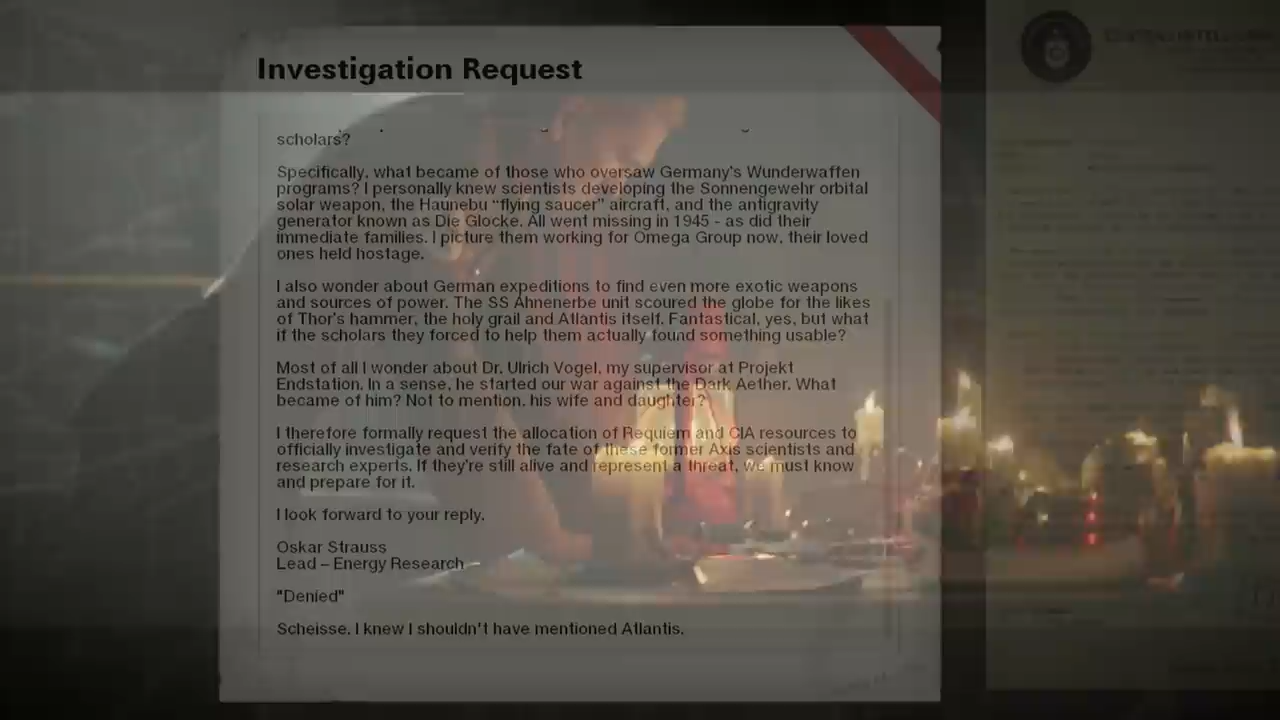 Investigation Request
scholars?
Specifically, what became of those who oversaw Germany's Wunderwaffen
programs? I personally knew scientists developing the Sonnengewehr orbital
solar weapon, the Haunebu “flying saucer” aircraft, and the antigravity
generator known as Die Glocke. All went missing in 1945 - as did their
immediate families. I picture them working for Omega Group now, their loved
ones held hostage.
I also wonder about German expeditions to find even more exotic weapons
and sources of power. The SS Ahnenerbe unit scoured the globe for the likes
of Thor's hammer, the holy grail and Atlantis itself. Fantastical, yes, but what
if the scholars they forced to help them actually found something usable?
Most of all I wonder about Dr. Ulrich Vogel, my supervisor at Projekt
Endstation. In a sense, he started our war against the Dark Aether. What
became of him? Not to mention, his wife and daughter?
I therefore formally request the allocation of Requiem and CIA resources to
officially investigate and verify the fate of these former Axis scientists and
research experts. If they're still alive and represent a threat, we must know
and prepare for it.
I look forward to your reply,
Oskar Strauss
Lead – Energy Research
"Denied"
Scheisse. I knew I shouldn't have mentioned Atlantis.